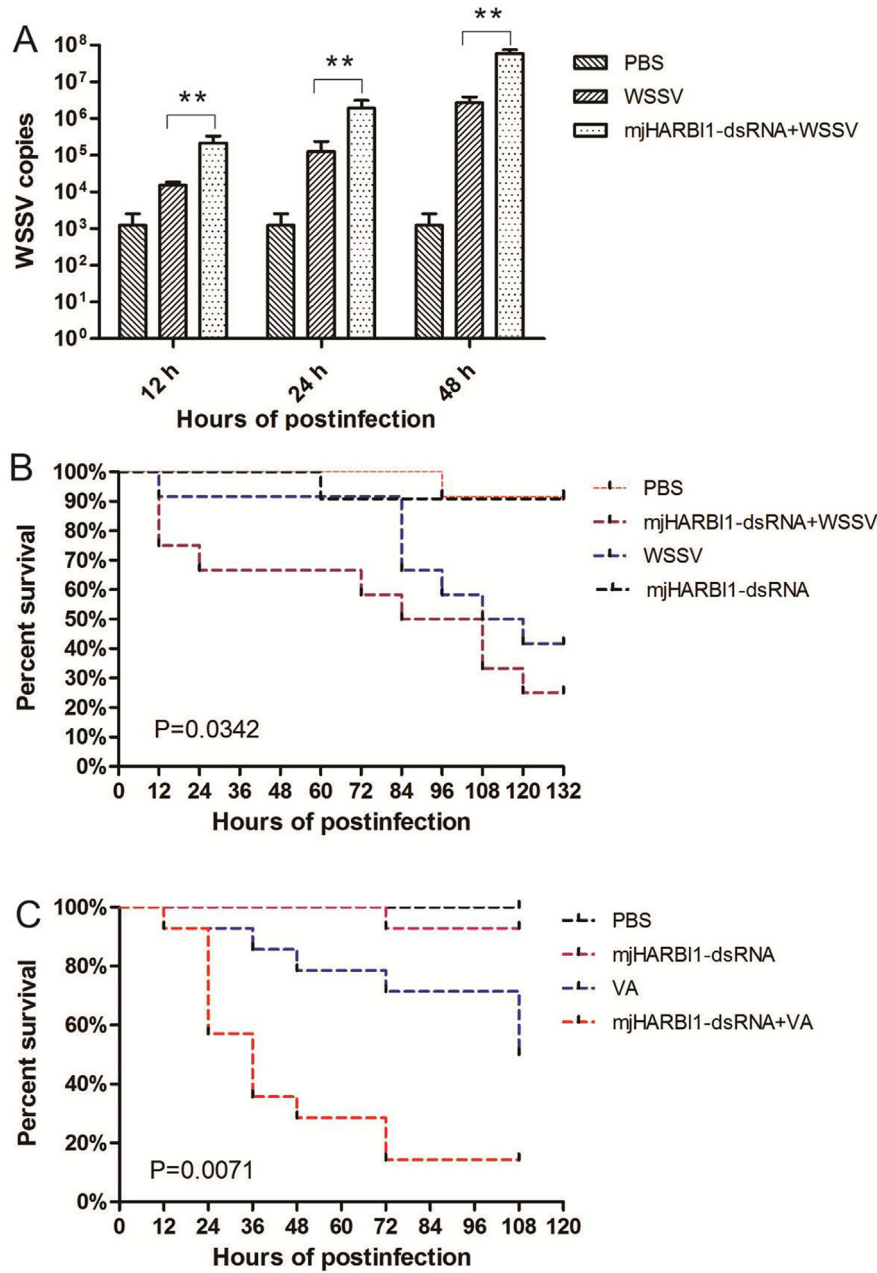 A
WSSV copies
10⁸
10⁷
10⁶
10⁵
10⁴
10³
10²
10¹
10⁰
**
**
**
12 h
24 h
48 h
Hours of postinfection
PBS
WSSV
mjHARBI1-dsRNA+WSSV
B
Percent survival
100%
90%
80%
70%
60%
50%
40%
30%
20%
10%
0%
P=0.0342
0 12 24 36 48 60 72 84 96 108 120 132
Hours of postinfection
PBS
mjHARBI1-dsRNA+WSSV
WSSV
mjHARBI1-dsRNA
C
Percent survival
100%
80%
60%
40%
20%
0%
P=0.0071
0 12 24 36 48 60 72 84 96 108 120
Hours of postinfection
PBS
mjHARBI1-dsRNA
VA
mjHARBI1-dsRNA+VA